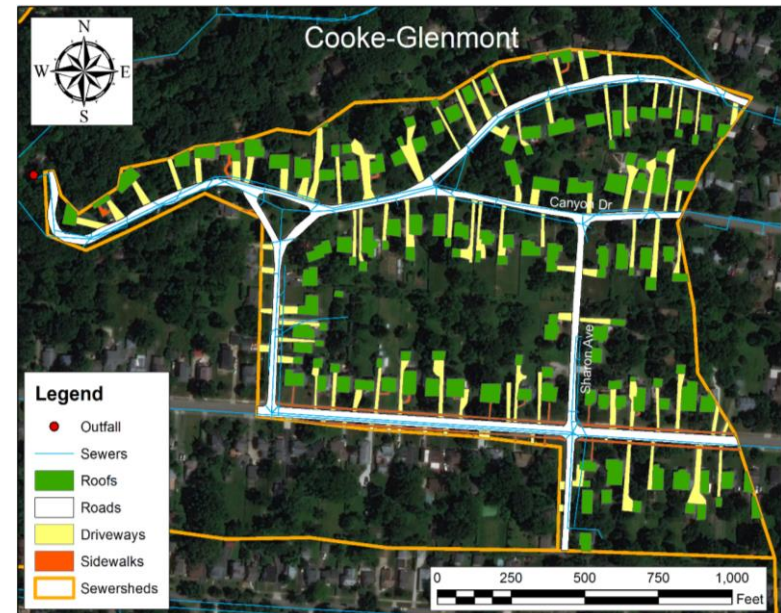 Cooke-Glenmont
N
W E
S
Canyon Dr
Sharon Ave
Legend
Outfall
Sewers
Roofs
Roads
Driveways
Sidewalks
Sewersheds
0 250 500 750 1,000
Feet